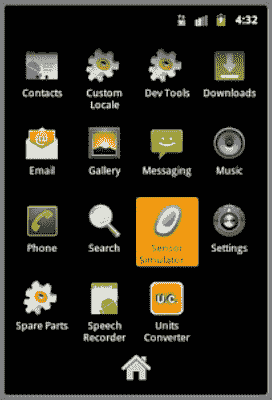 4:32
Contacts
Custom
Locale
Dev Tools
Downloads
Email
Gallery
Messaging
Music
Phone
Search
Sensor
Simulator
Settings
Spare Parts
Speech
Recorder
Units
Converter